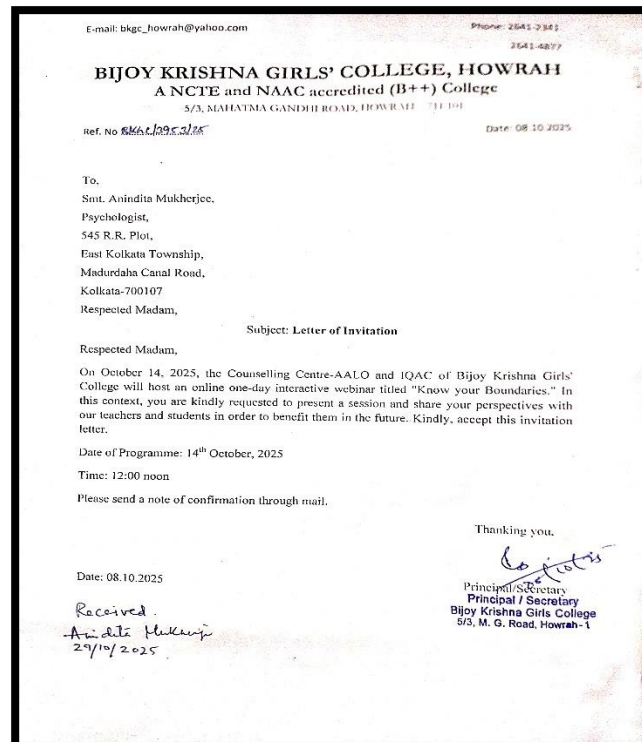 E-mail: bkgc_howrah@yahoo.com
Phone: 2641-2341
2641-4877
BIJOY KRISHNA GIRLS' COLLEGE, HOWRAH
A NCTE and NAAC accredited (B++) College
5/3, MAHATMA GANDHI ROAD, HOWRAH - 711 101
Ref. No BKGC/2953/25
Date: 08.10.2025
To,
Smt. Anindita Mukherjee,
Psychologist,
545 R.R. Plot,
East Kolkata Township,
Madurdaha Canal Road,
Kolkata-700107
Respected Madam,
Subject: Letter of Invitation
Respected Madam,
On October 14, 2025, the Counselling Centre-AALO and IQAC of Bijoy Krishna Girls'
College will host an online one-day interactive webinar titled "Know your Boundaries." In
this context, you are kindly requested to present a session and share your perspectives with
our teachers and students in order to benefit them in the future. Kindly, accept this invitation
letter.
Date of Programme: 14th October, 2025
Time: 12:00 noon
Please send a note of confirmation through mail.
Thanking you,
Principal/Secretary
Principal / Secretary
Bijoy Krishna Girls College
5/3, M. G. Road, Howrah-1
Date: 08.10.2025
Received.
Anindita Mukherji
29/10/2025